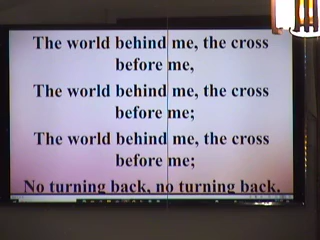 The world behind me, the cross
before me,
The world behind me, the cross
before me;
The world behind me, the cross
before me;
No turning back, no turning back.